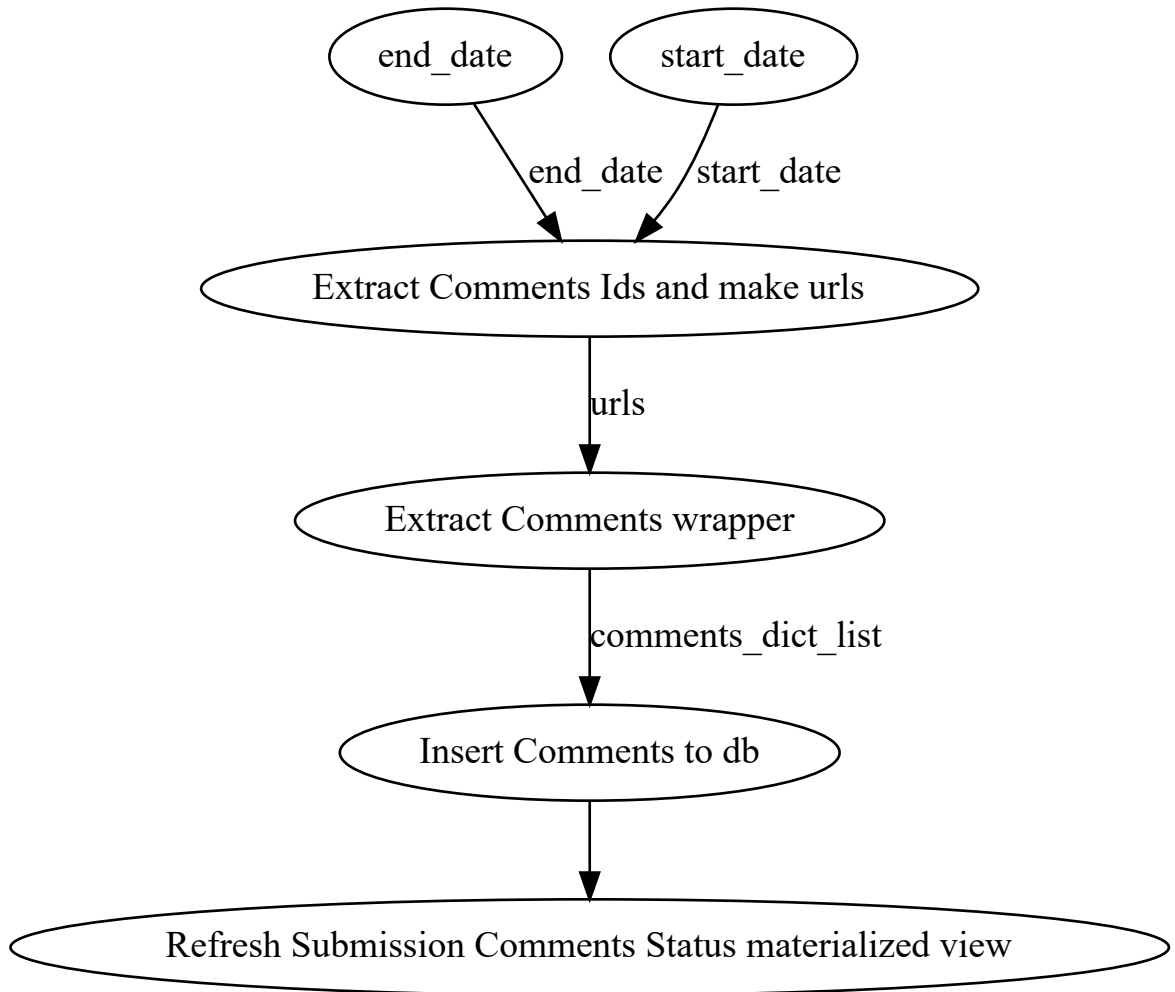 end_date
start_date
end_date
start_date
Extract Comments Ids and make urls
urls
Extract Comments wrapper
comments_dict_list
Insert Comments to db
Refresh Submission Comments Status materialized view